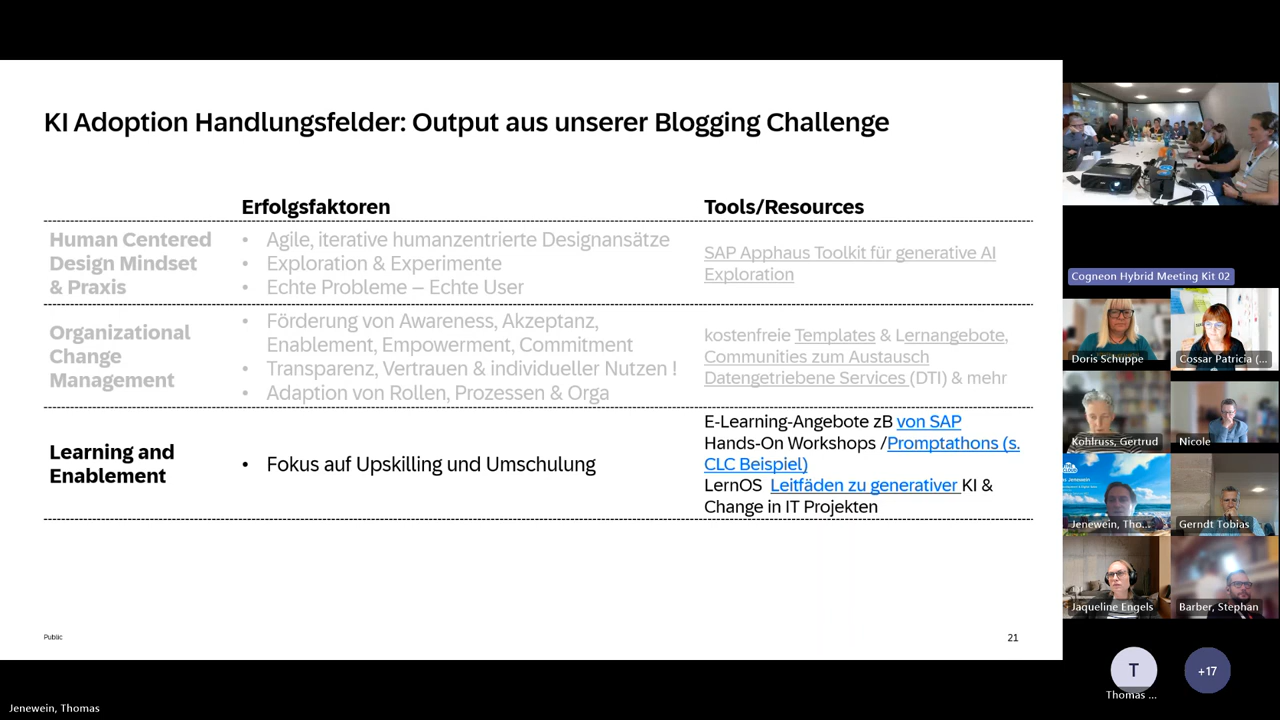 KI Adoption Handlungsfelder: Output aus unserer Blogging Challenge
Erfolgsfaktoren
Tools/Resources
Human Centered
Design Mindset
& Praxis
• Agile, iterative humanzentrierte Designansätze
• Exploration & Experimente
• Echte Probleme – Echte User
SAP Apphaus Toolkit für generative AI
Exploration
Organizational
Change
Management
• Förderung von Awareness, Akzeptanz,
Enablement, Empowerment, Commitment
• Transparenz, Vertrauen & individueller Nutzen !
• Adaption von Rollen, Prozessen & Orga
kostenfreie Templates & Lernangebote,
Communities zum Austausch
Datengetriebene Services (DTI) & mehr
Learning and
Enablement
• Fokus auf Upskilling und Umschulung
E-Learning-Angebote zB von SAP
Hands-On Workshops /Promptathons (s.
CLC Beispiel)
LernOS Leitfäden zu generativer KI &
Change in IT Projekten
Public
21
Cogneon Hybrid Meeting Kit 02
Doris Schuppe
Cossar Patricia (...
Kohlruss, Gertrud
Nicole
Jenewein, Tho...
Gerndt Tobias
Jaqueline Engels
Barber, Stephan
T
Thomas ...
+17
Jenewein, Thomas